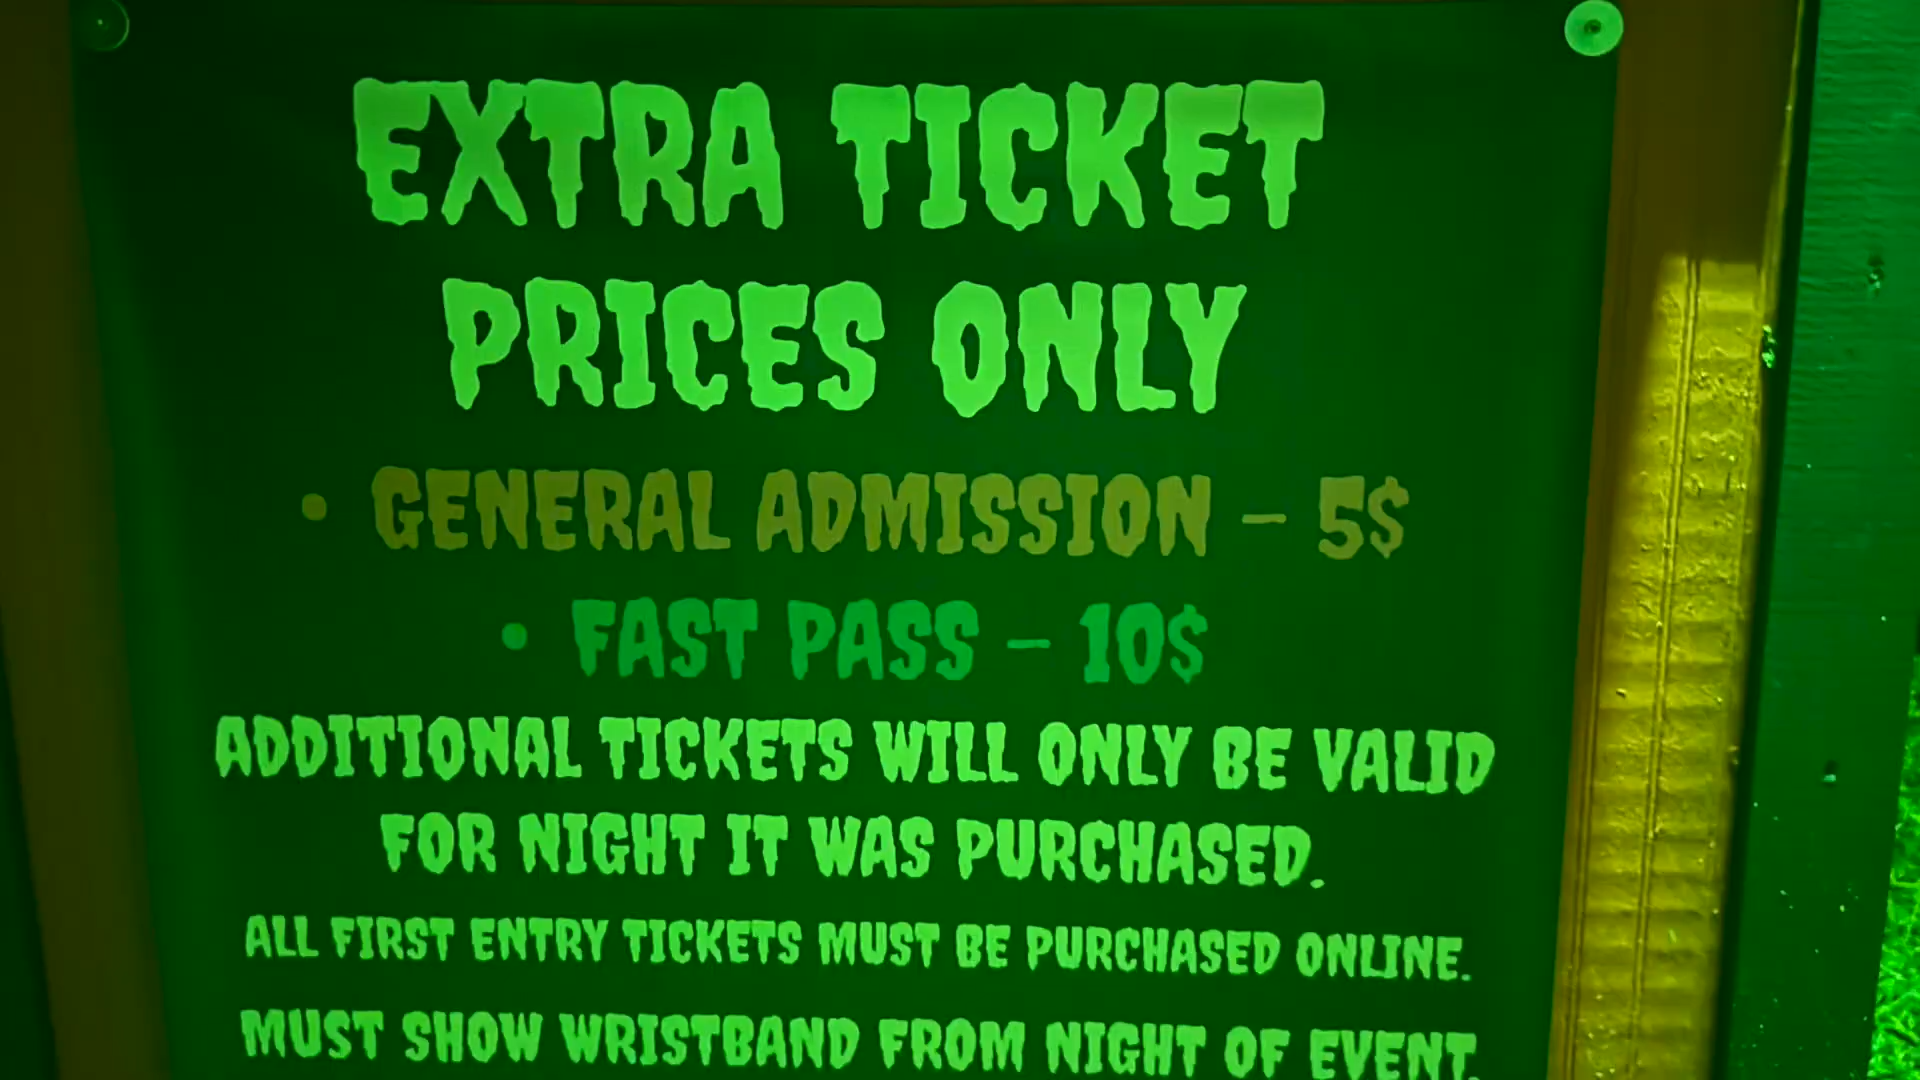 EXTRA TICKET
PRICES ONLY
• GENERAL ADMISSION – 5$
• FAST PASS – 10$
ADDITIONAL TICKETS WILL ONLY BE VALID
FOR NIGHT IT WAS PURCHASED.
ALL FIRST ENTRY TICKETS MUST BE PURCHASED ONLINE.
MUST SHOW WRISTBAND FROM NIGHT OF EVENT.